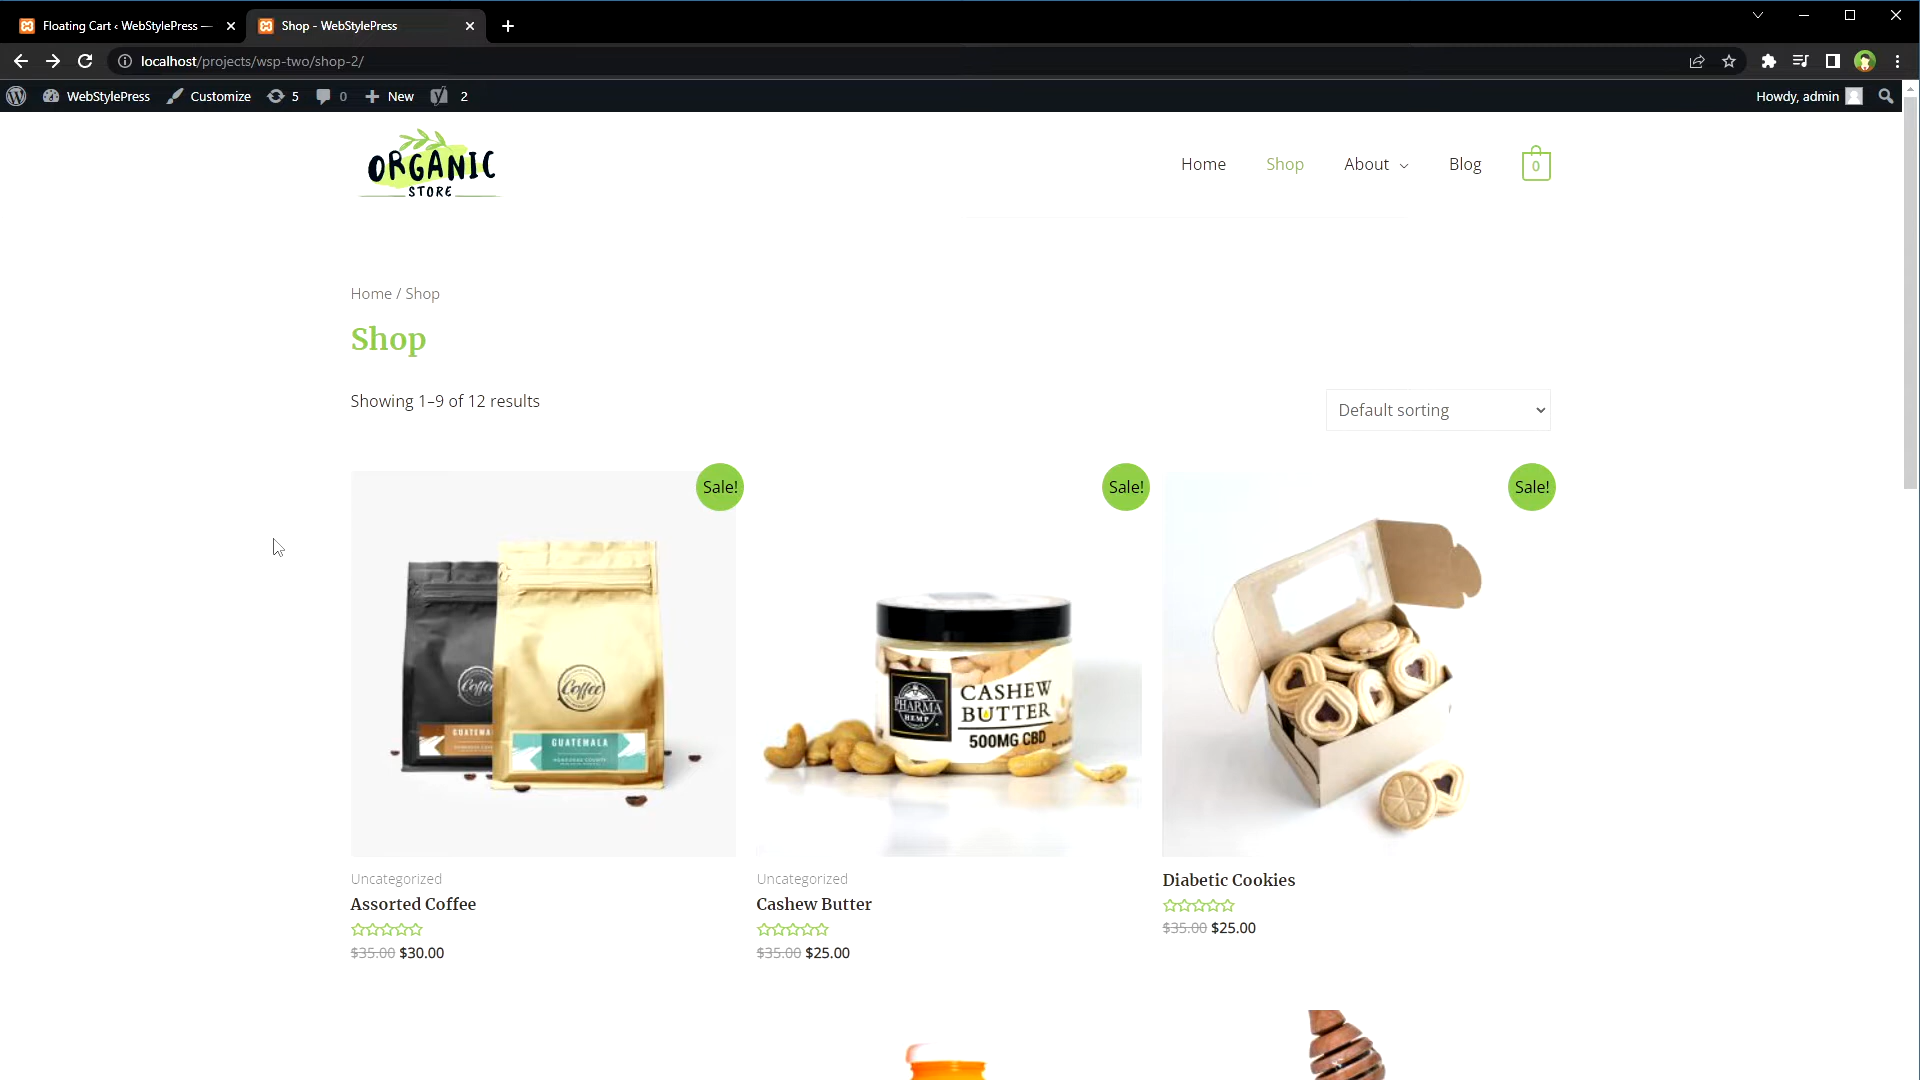 Floating Cart ‹ WebStylePress —
Shop - WebStylePress
localhost/projects/wsp-two/shop-2/
WebStylePress
Customize
5
0
New
2
Howdy, admin
ORGANIC
STORE
Home
Shop
About
Blog
0
Home / Shop
Shop
Showing 1–9 of 12 results
Default sorting
Sale!
Sale!
Sale!
Coffee
Coffee
GUATEMALA
PHARMA
HEMP
CASHEW
BUTTER
500MG CBD
Uncategorized
Assorted Coffee
$35.00 $30.00
Uncategorized
Cashew Butter
$35.00 $25.00
Diabetic Cookies
$35.00 $25.00